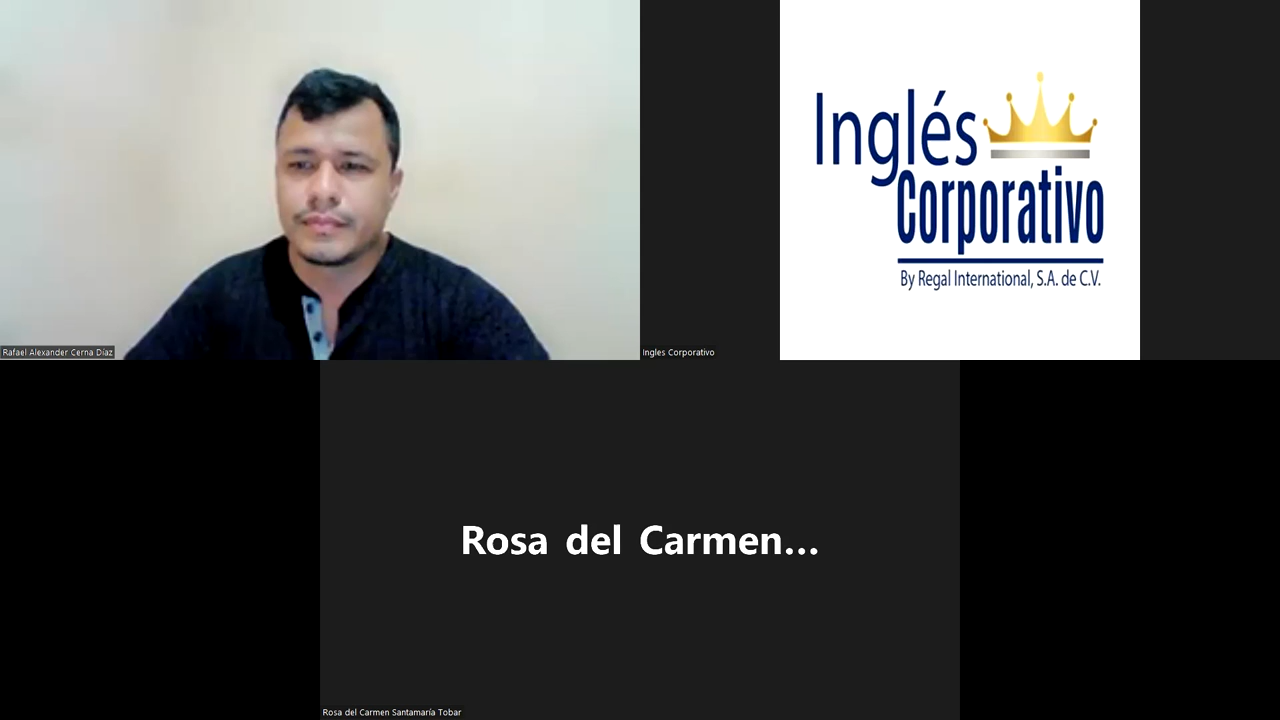 Inglés
Corporativo
By Regal International, S.A. de C.V.
Rafael Alexander Cerna Díaz
Ingles Corporativo
Rosa del Carmen...
Rosa del Carmen Santamaría Tobar